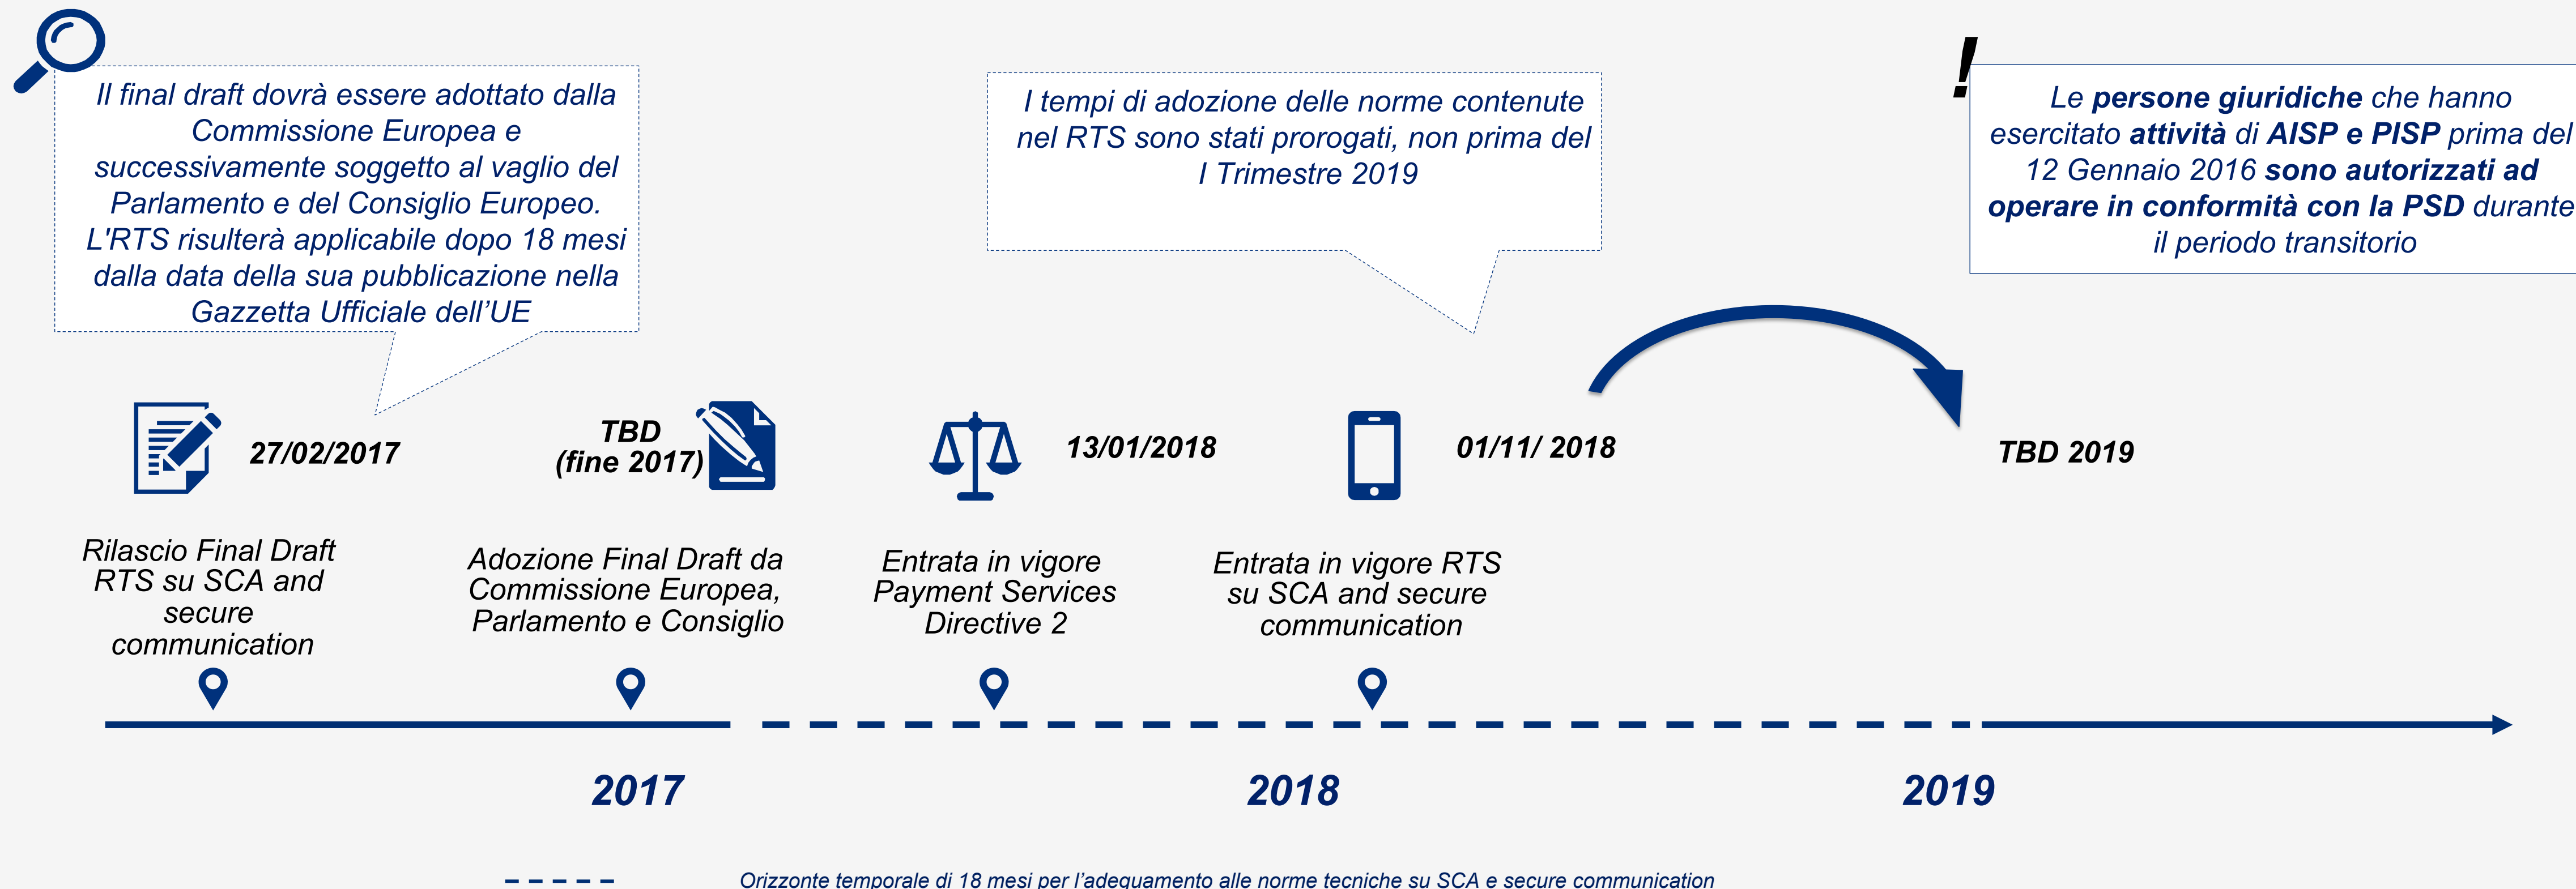 Il final draft dovrà essere adottato dalla
Commissione Europea e
successivamente soggetto al vaglio del
Parlamento e del Consiglio Europeo.
L'RTS risulterà applicabile dopo 18 mesi
dalla data della sua pubblicazione nella
Gazzetta Ufficiale dell’UE
I tempi di adozione delle norme contenute
nel RTS sono stati prorogati, non prima del
I Trimestre 2019
!
Le persone giuridiche che hanno
esercitato attività di AISP e PISP prima del
12 Gennaio 2016 sono autorizzati ad
operare in conformità con la PSD durante
il periodo transitorio
27/02/2017
TBD
(fine 2017)
13/01/2018
01/11/ 2018
TBD 2019
Rilascio Final Draft
RTS su SCA and
secure
communication
Adozione Final Draft da
Commissione Europea,
Parlamento e Consiglio
Entrata in vigore
Payment Services
Directive 2
Entrata in vigore RTS
su SCA and secure
communication
2017
2018
2019
Orizzonte temporale di 18 mesi per l’adeguamento alle norme tecniche su SCA e secure communication